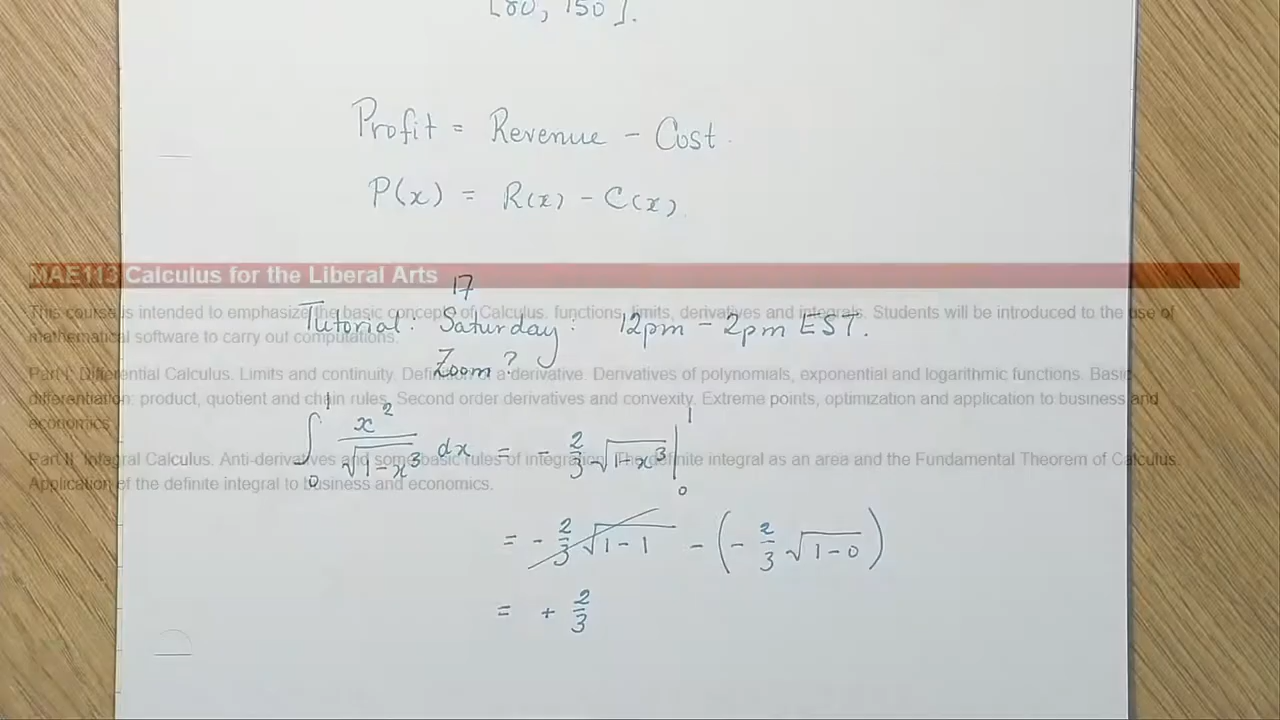 [80, 150].
Profit = Revenue - Cost.
P(x) = R(x) - C(x).
MAE113 Calculus for the Liberal Arts
17
This course is intended to emphasize the basic concepts of Calculus. functions, limits, derivatives and integrals. Students will be introduced to the use of
Tutorial: Saturday: 12pm - 2pm EST.
mathematical software to carry out computations.
Zoom?
Part I: Differential Calculus. Limits and continuity. Definition of a derivative. Derivatives of polynomials, exponential and logarithmic functions. Basic
differentiation: product, quotient and chain rules, Second order derivatives and convexity. Extreme points, optimization and application to business and
economics
∫₀¹ x²/√(1-x³) dx = - 2/3 √(1-x³) |₀¹
Part II: Integral Calculus. Anti-derivatives and some basic rules of integration. The definite integral as an area and the Fundamental Theorem of Calculus.
Application of the definite integral to business and economics.
= - 2/3 √(1-1) - (- 2/3 √(1-0))
= + 2/3